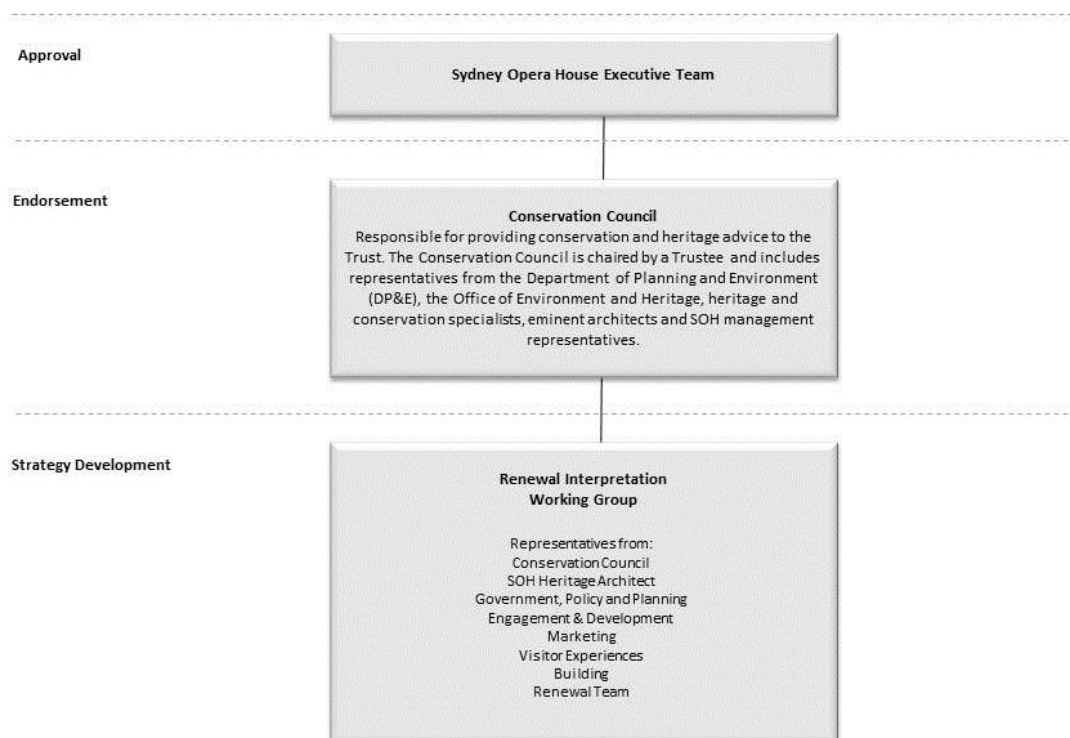 Approval
Sydney Opera House Executive Team
Endorsement
Conservation Council
Responsible for providing conservation and heritage advice to the
Trust. The Conservation Council is chaired by a Trustee and includes
representatives from the Department of Planning and Environment
(DP&E), the Office of Environment and Heritage, heritage and
conservation specialists, eminent architects and SOH management
representatives.
Strategy Development
Renewal Interpretation
Working Group
Representatives from:
Conservation Council
SOH Heritage Architect
Government, Policy and Planning
Engagement & Development
Marketing
Visitor Experiences
Building
Renewal Team